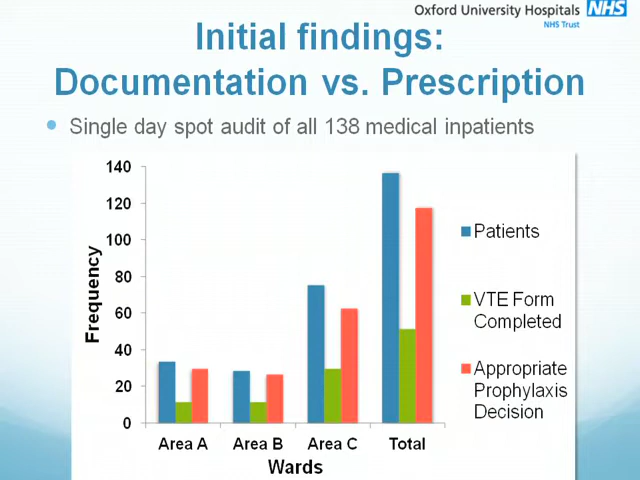 Oxford University Hospitals NHS
NHS Trust
Initial findings:
Documentation vs. Prescription
Single day spot audit of all 138 medical inpatients
140
120
100
80
60
40
20
0
Frequency
Area A Area B Area C Total
Wards
Patients
VTE Form
Completed
Appropriate
Prophylaxis
Decision